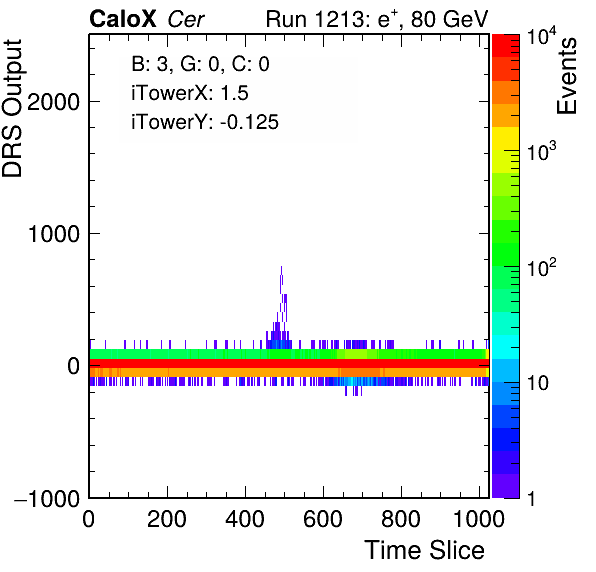 CaloX Cer Run 1213: e⁺, 80 GeV
B: 3, G: 0, C: 0
iTowerX: 1.5
iTowerY: -0.125
DRS Output
2000
1000
0
−1000
0 200 400 600 800 1000
Time Slice
10⁴
10³
10²
10
1
Events